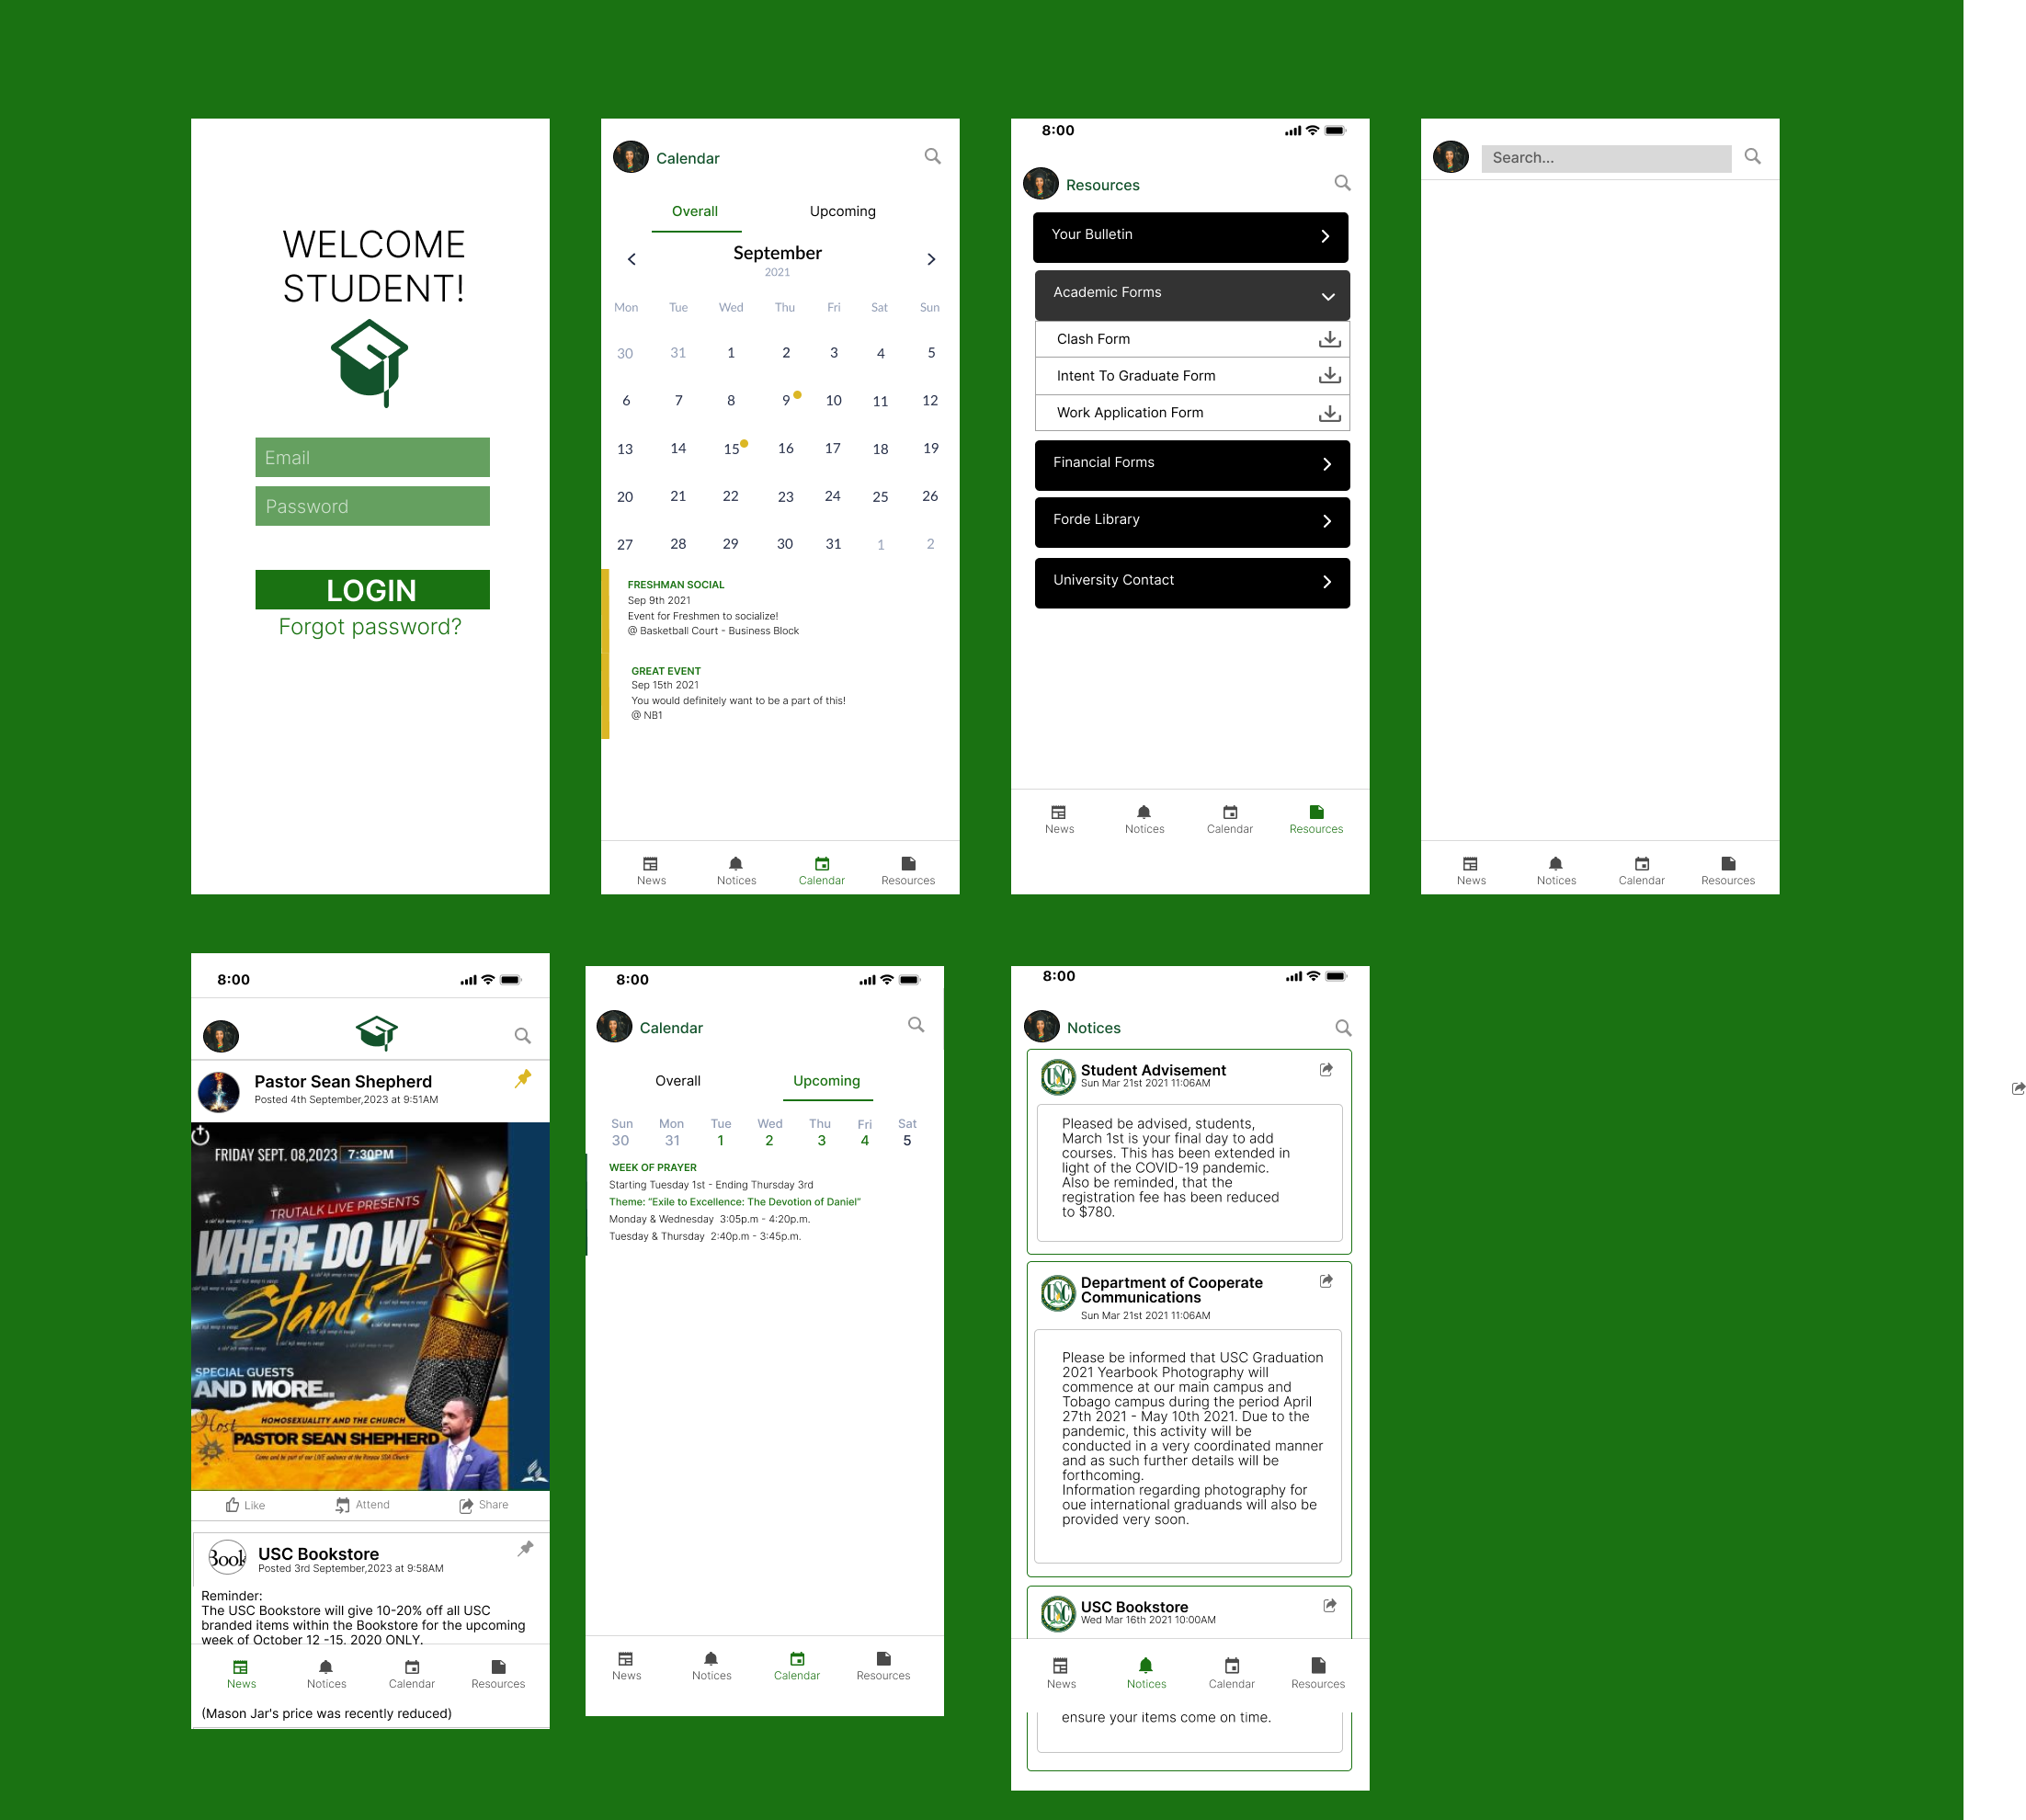 WELCOME
STUDENT!
Email
Password
LOGIN
Forgot password?
Calendar
Overall Upcoming
September
2021
Mon Tue Wed Thu Fri Sat Sun
30 31 1 2 3 4 5
6 7 8 9 10 11 12
13 14 15 16 17 18 19
20 21 22 23 24 25 26
27 28 29 30 31 1 2
FRESHMAN SOCIAL
Sep 9th 2021
Event for Freshmen to socialize!
@ Basketball Court - Business Block
GREAT EVENT
Sep 15th 2021
You would definitely want to be a part of this!
@ NB1
News Notices Calendar Resources
8:00
Resources
Your Bulletin
Academic Forms
Clash Form
Intent To Graduate Form
Work Application Form
Financial Forms
Forde Library
University Contact
News Notices Calendar Resources
Search...
News Notices Calendar Resources
8:00
Pastor Sean Shepherd
Posted 4th September,2023 at 9:51AM
FRIDAY SEPT. 08,2023 7:30PM
TRUTALK LIVE PRESENTS
WHERE DO WE
Stand?
SPECIAL GUESTS
AND MORE..
Host
HOMOSEXUALITY AND THE CHURCH
PASTOR SEAN SHEPHERD
Like Attend Share
Book
USC Bookstore
Posted 3rd September,2023 at 9:58AM
Reminder:
The USC Bookstore will give 10-20% off all USC
branded items within the Bookstore for the upcoming
week of October 12 -15, 2020 ONLY.
News Notices Calendar Resources
(Mason Jar's price was recently reduced)
8:00
Calendar
Overall Upcoming
Sun Mon Tue Wed Thu Fri Sat
30 31 1 2 3 4 5
WEEK OF PRAYER
Starting Tuesday 1st - Ending Thursday 3rd
Theme: "Exile to Excellence: The Devotion of Daniel"
Monday & Wednesday 3:05p.m - 4:20p.m.
Tuesday & Thursday 2:40p.m - 3:45p.m.
News Notices Calendar Resources
8:00
Notices
USC
Student Advisement
Sun Mar 21st 2021 11:06AM
Pleased be advised, students,
March 1st is your final day to add
courses. This has been extended in
light of the COVID-19 pandemic.
Also be reminded, that the
registration fee has been reduced
to $780.
USC
Department of Cooperate
Communications
Sun Mar 21st 2021 11:06AM
Please be informed that USC Graduation
2021 Yearbook Photography will
commence at our main campus and
Tobago campus during the period April
27th 2021 - May 10th 2021. Due to the
pandemic, this activity will be
conducted in a very coordinated manner
and as such further details will be
forthcoming.
Information regarding photography for
oue international graduands will also be
provided very soon.
USC
USC Bookstore
Wed Mar 16th 2021 10:00AM
News Notices Calendar Resources
ensure your items come on time.